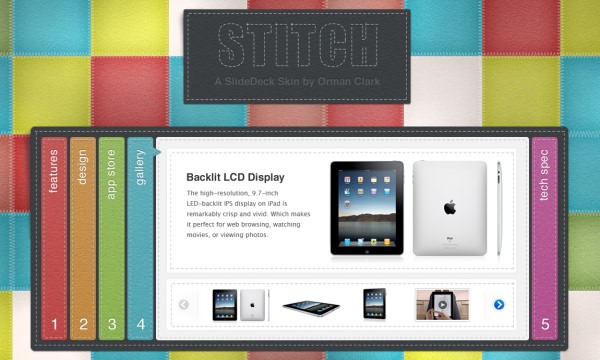 STITCH
A SlideDeck Skin by Orman Clark
features
1
design
2
app store
3
gallery
4
Backlit LCD Display
The high-resolution, 9.7-inch
LED-backlit IPS display on iPad is
remarkably crisp and vivid. Which makes
it perfect for web browsing, watching
movies, or viewing photos.
iPad
tech spec
5